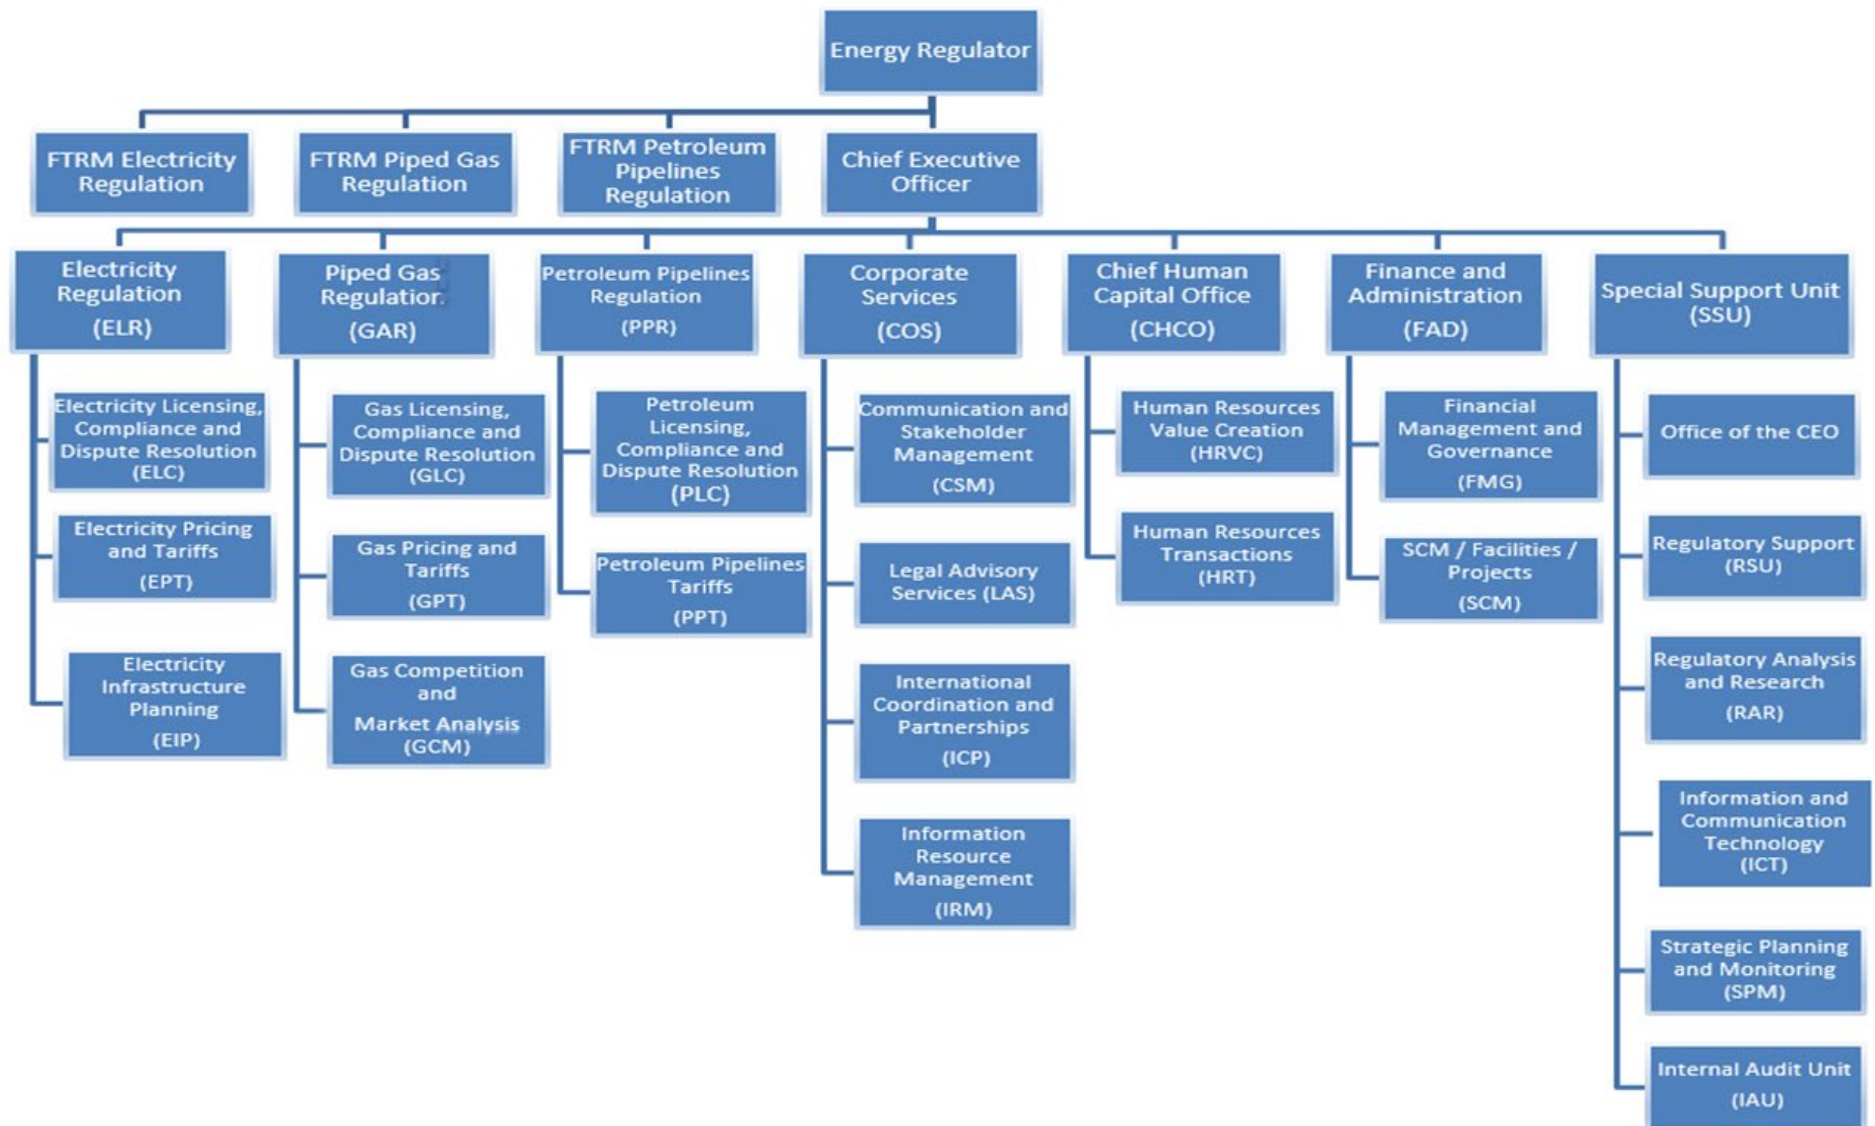 Energy Regulator
FTRM Electricity
Regulation
FTRM Piped Gas
Regulation
FTRM Petroleum
Pipelines
Regulation
Chief Executive
Officer
Electricity
Regulation
(ELR)
Piped Gas
Regulation
(GAR)
Petroleum Pipelines
Regulation
(PPR)
Corporate
Services
(COS)
Chief Human
Capital Office
(CHCO)
Finance and
Administration
(FAD)
Special Support Unit
(SSU)
Electricity Licensing,
Compliance and
Dispute Resolution
(ELC)
Electricity Pricing
and Tariffs
(EPT)
Electricity
Infrastructure
Planning
(EIP)
Gas Licensing,
Compliance and
Dispute Resolution
(GLC)
Gas Pricing and
Tariffs
(GPT)
Gas Competition
and
Market Analysis
(GCM)
Petroleum
Licensing,
Compliance and
Dispute Resolution
(PLC)
Petroleum Pipelines
Tariffs
(PPT)
Communication and
Stakeholder
Management
(CSM)
Legal Advisory
Services (LAS)
International
Coordination and
Partnerships
(ICP)
Information
Resource
Management
(IRM)
Human Resources
Value Creation
(HRVC)
Human Resources
Transactions
(HRT)
Financial
Management and
Governance
(FMG)
SCM / Facilities /
Projects
(SCM)
Office of the CEO
Regulatory Support
(RSU)
Regulatory Analysis
and Research
(RAR)
Information and
Communication
Technology
(ICT)
Strategic Planning
and Monitoring
(SPM)
Internal Audit Unit
(IAU)